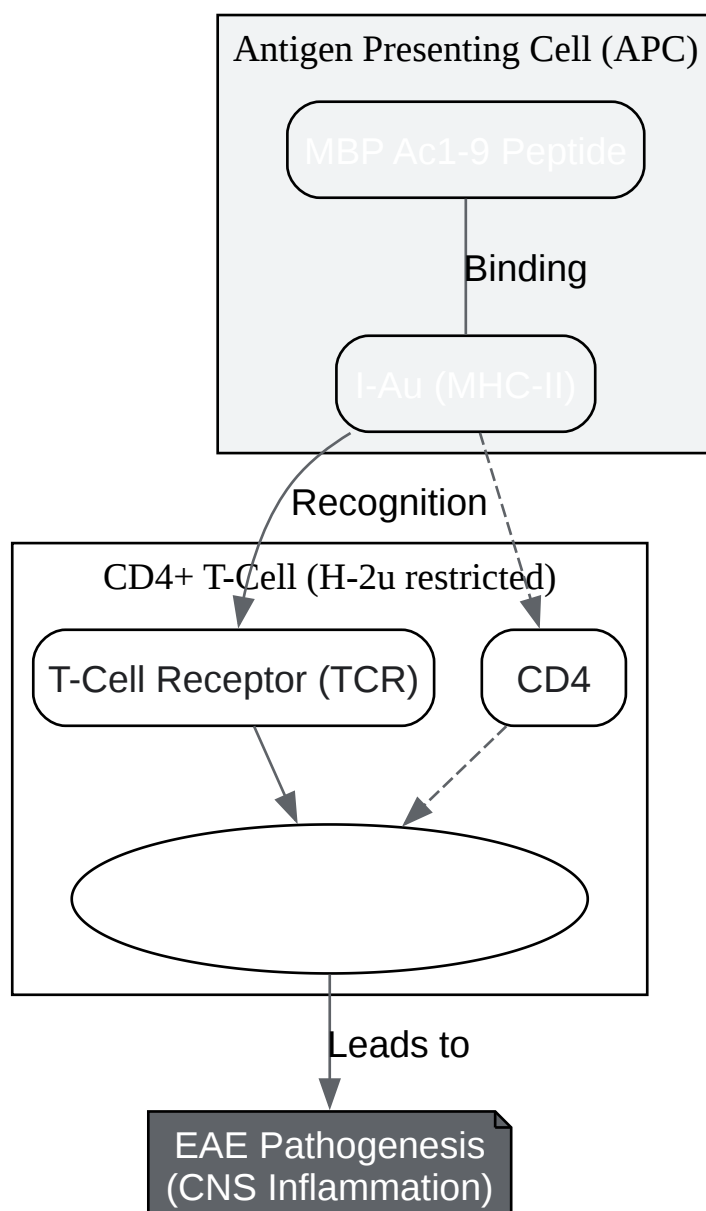 Antigen Presenting Cell (APC)
MBP Ac1-9 Peptide
Binding
I-Au (MHC-II)
Recognition
CD4+ T-Cell (H-2u restricted)
T-Cell Receptor (TCR)
CD4
Leads to
EAE Pathogenesis
(CNS Inflammation)